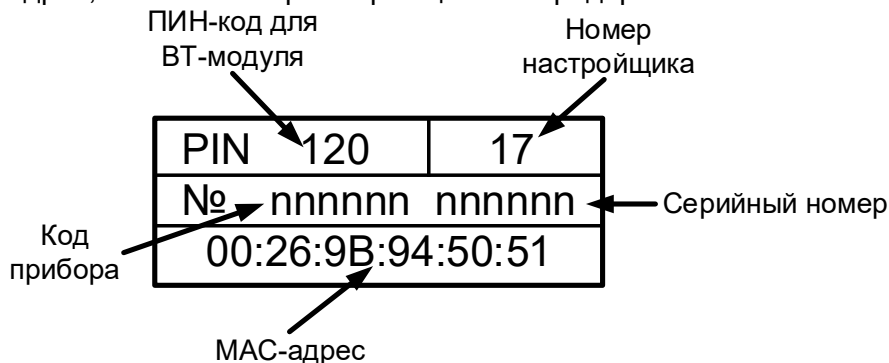 ПИН-код для
ВТ-модуля
Номер
настройщика
PIN 120 17
№ nnnnnn nnnnnn
Серийный номер
Код
прибора
00:26:9B:94:50:51
МАС-адрес